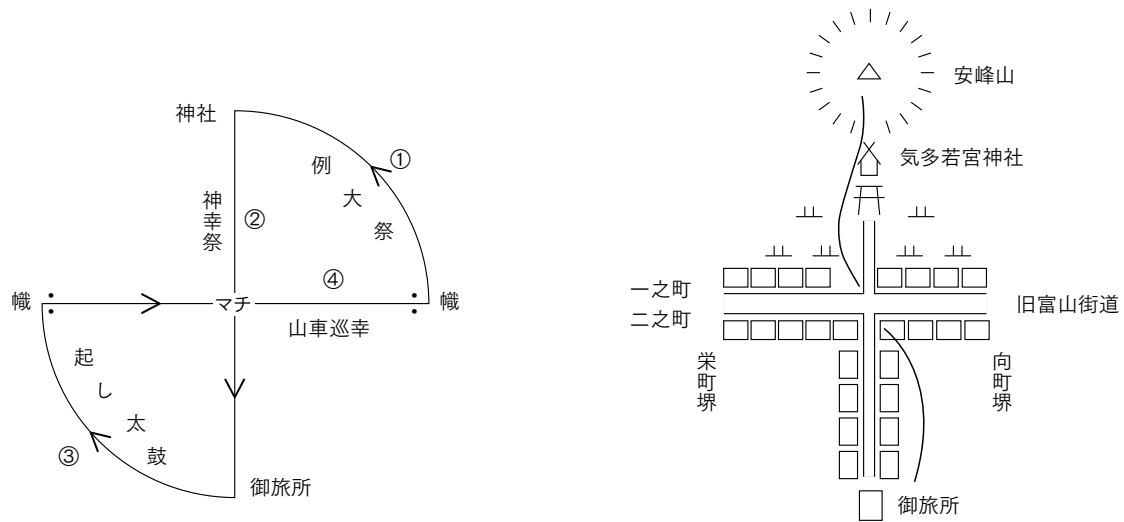 神社
①
例大祭
神幸祭
②
④
幟
マチ
幟
山車巡幸
起し太鼓
③
御旅所
安峰山
気多若宮神社
一之町
二之町
旧富山街道
栄町堺
向町堺
御旅所